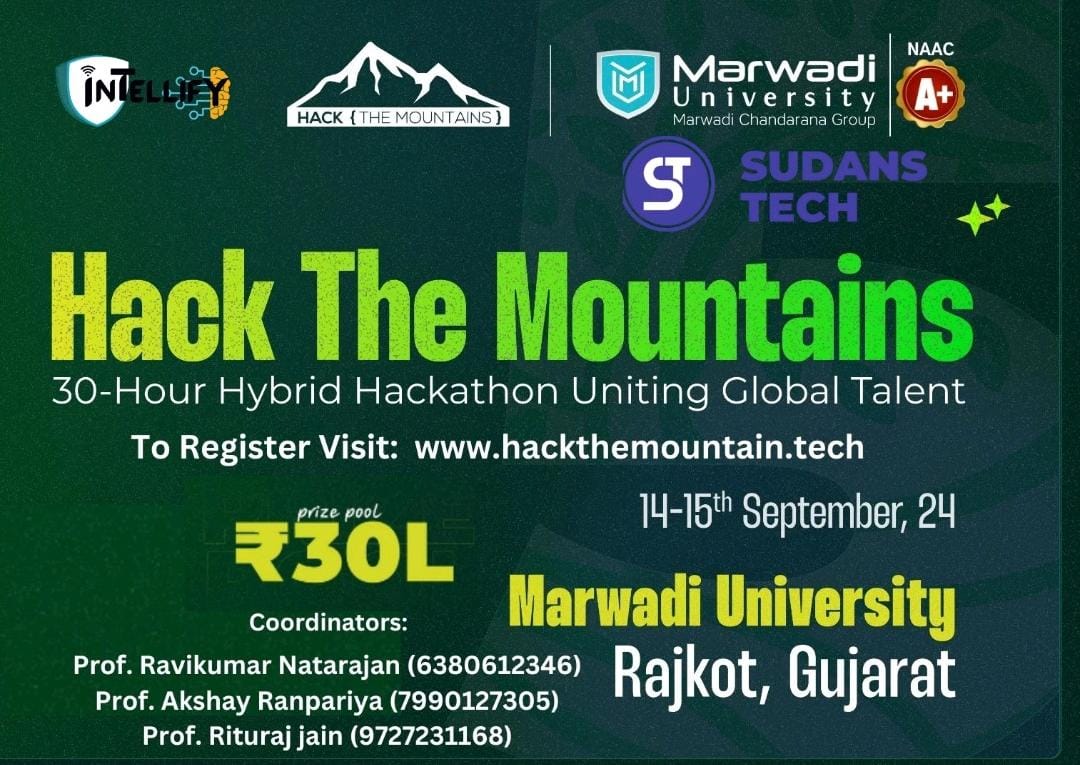 INTELLIFY
HACK {THE MOUNTAINS}
Marwadi
University
Marwadi Chandarana Group
NAAC
A+
ST
SUDANS
TECH
Hack The Mountains
30-Hour Hybrid Hackathon Uniting Global Talent
To Register Visit: www.hackthemountain.tech
14-15th September, 24
prize pool
₹30L
Marwadi University
Rajkot, Gujarat
Coordinators:
Prof. Ravikumar Natarajan (6380612346)
Prof. Akshay Ranpariya (7990127305)
Prof. Rituraj jain (9727231168)